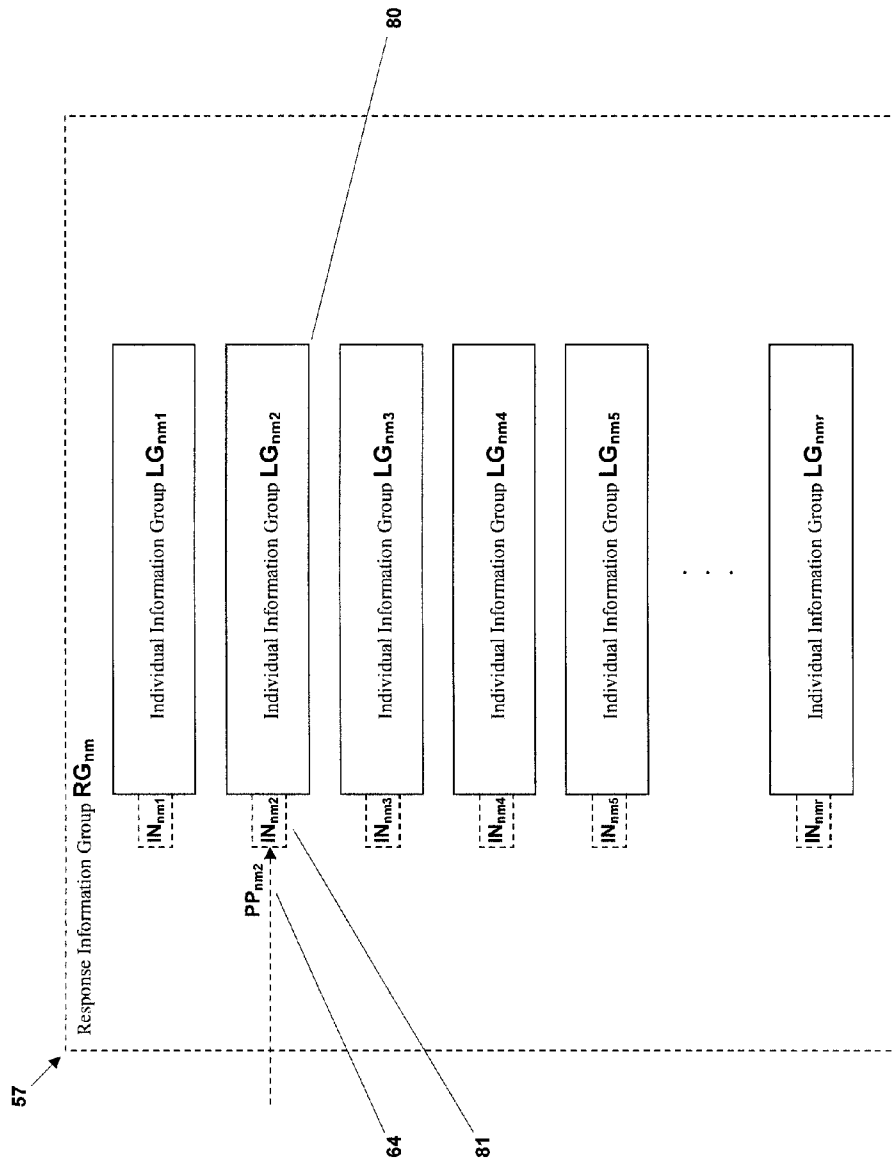 57
Response Information Group RGnm
INnm1
Individual Information Group LGnm1
PPnm2
INnm2
Individual Information Group LGnm2
INnm3
Individual Information Group LGnm3
INnm4
Individual Information Group LGnm4
INnm5
Individual Information Group LGnm5
. . .
INnmr
Individual Information Group LGnmr
64
81
80